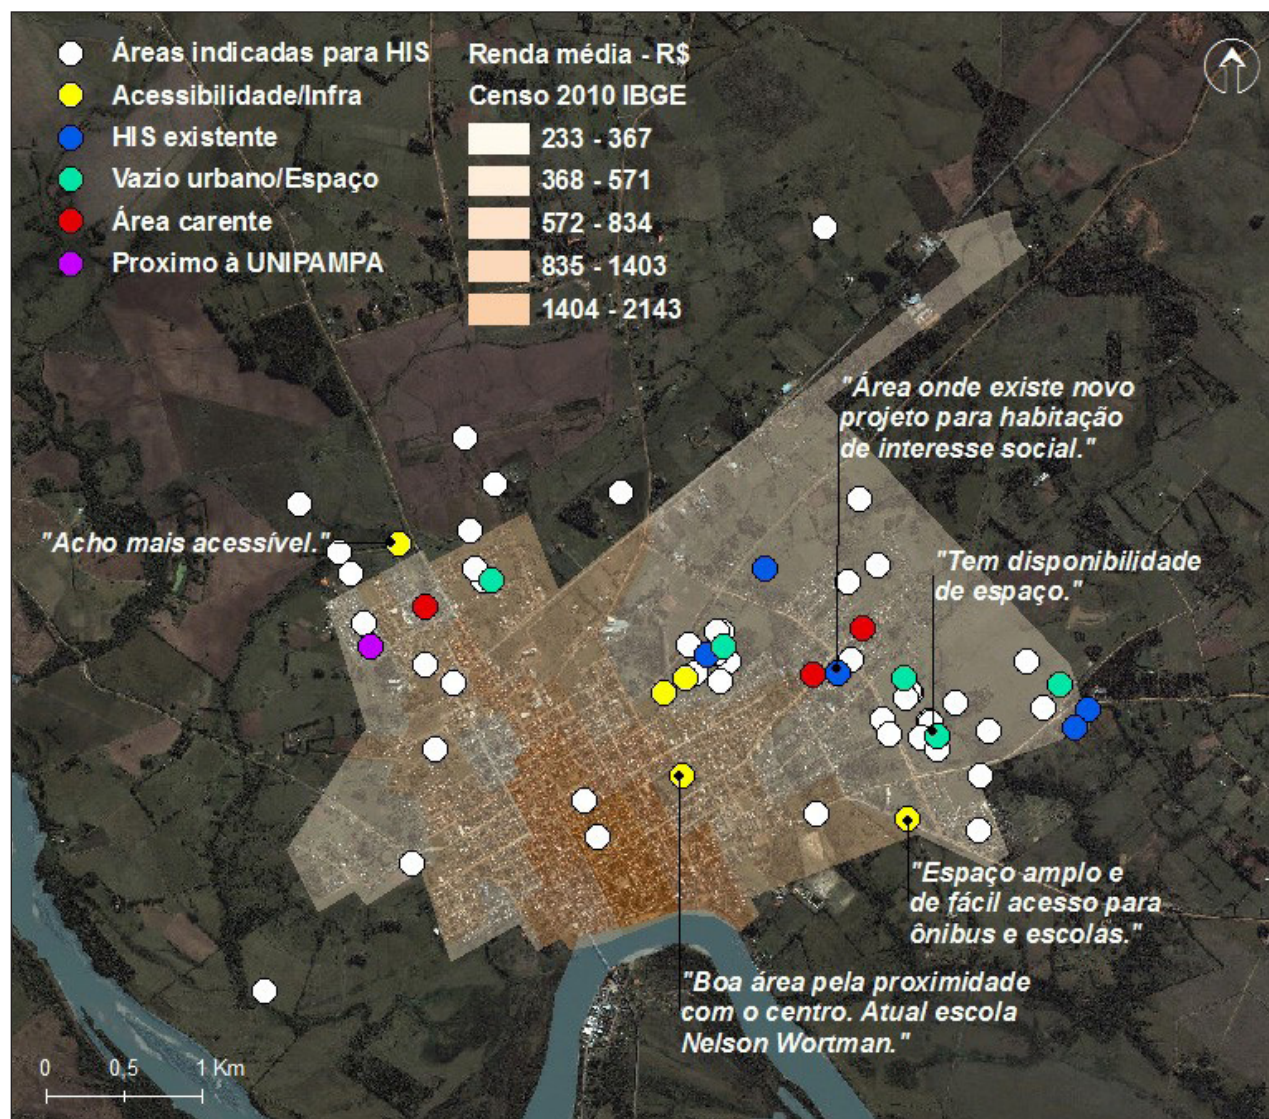 Áreas indicadas para HIS
Acessibilidade/Infra
HIS existente
Vazio urbano/Espaço
Área carente
Proximo à UNIPAMPA
Renda média - R$
Censo 2010 IBGE
233 - 367
368 - 571
572 - 834
835 - 1403
1404 - 2143
"Área onde existe novo
projeto para habitação
de interesse social."
"Acho mais acessível."
"Tem disponibilidade
de espaço."
"Espaço amplo e
de fácil acesso para
ônibus e escolas."
"Boa área pela proximidade
com o centro. Atual escola
Nelson Wortman."
0 0,5 1 Km